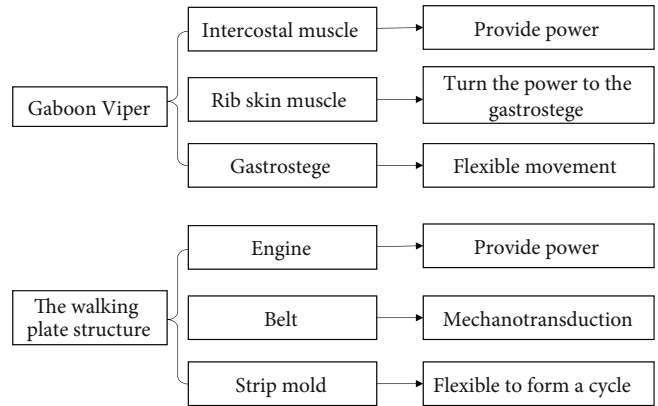 Intercostal muscle
Provide power
Gaboon Viper
Rib skin muscle
Turn the power to the
gastrostege
Gastrostege
Flexible movement
Engine
Provide power
The walking
plate structure
Belt
Mechanotransduction
Strip mold
Flexible to form a cycle